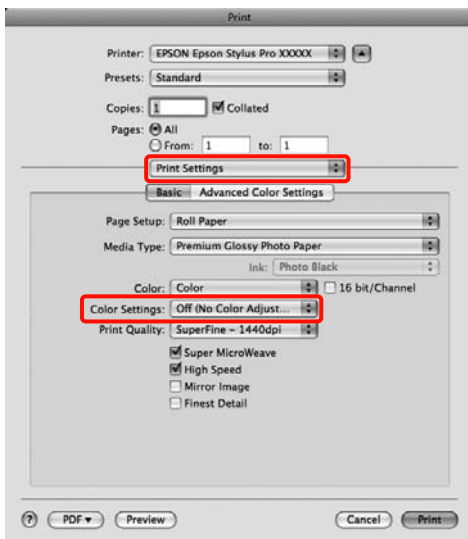 Print
Printer: EPSON Epson Stylus Pro XXXXX
Presets: Standard
Copies: 1 Collated
Pages: All
From: 1 to: 1
Print Settings
Basic Advanced Color Settings
Page Setup: Roll Paper
Media Type: Premium Glossy Photo Paper
Ink: Photo Black
Color: Color 16 bit/Channel
Color Settings: Off (No Color Adjust...
Print Quality: SuperFine – 1440dpi
Super MicroWeave
High Speed
Mirror Image
Finest Detail
? PDF Preview Cancel Print